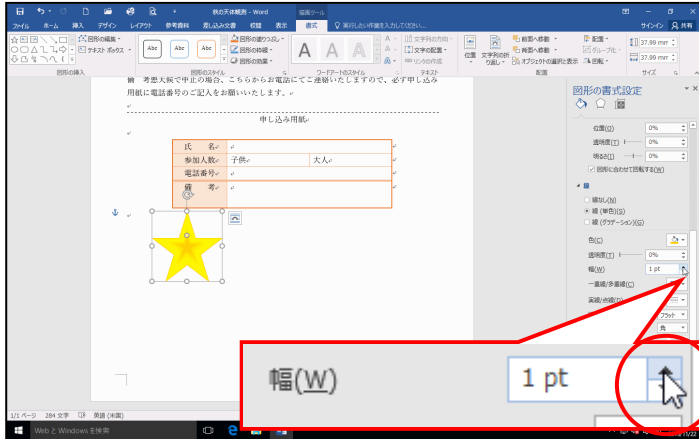 秋の天体観測 - Word
描画ツール
ファイル ホーム 挿入 デザイン レイアウト 参考資料 差し込み文書 校閲 表示 書式 実行したい作業を入力してください...
サインイン 共有
図形の編集
テキスト ボックス
図形の挿入
Abc Abc Abc
図形の塗りつぶし
図形の枠線
図形の効果
図形のスタイル
A A A
ワードアートのスタイル
文字列の方向
文字の配置
リンクの作成
テキスト
位置
文字列の折り返し
前面へ移動
背面へ移動
オブジェクトの選択と表示
配置
グループ化
回転
配置
37.99 mm
37.99 mm
サイズ
備 考悪天候で中止の場合、こちらからお電話にてご連絡いたしますので、必ず申し込み
用紙に電話番号のご記入をお願いいたします。
申し込み用紙
氏 名
参加人数 子供 大人
電話番号
備 考
図形の書式設定
位置(O) 0%
透明度(T) 0%
明るさ(I) 0%
図形に合わせて回転する(W)
線
線なし(N)
線 (単色)(S)
線 (グラデーション)(G)
色(C)
透明度(T) 0%
幅(W) 1 pt
一重線/多重線(C)
実線/点線(D)
フラット
角
幅(W) 1 pt
1/1 ページ 284 文字 英語 (米国)
Web と Windows を検索